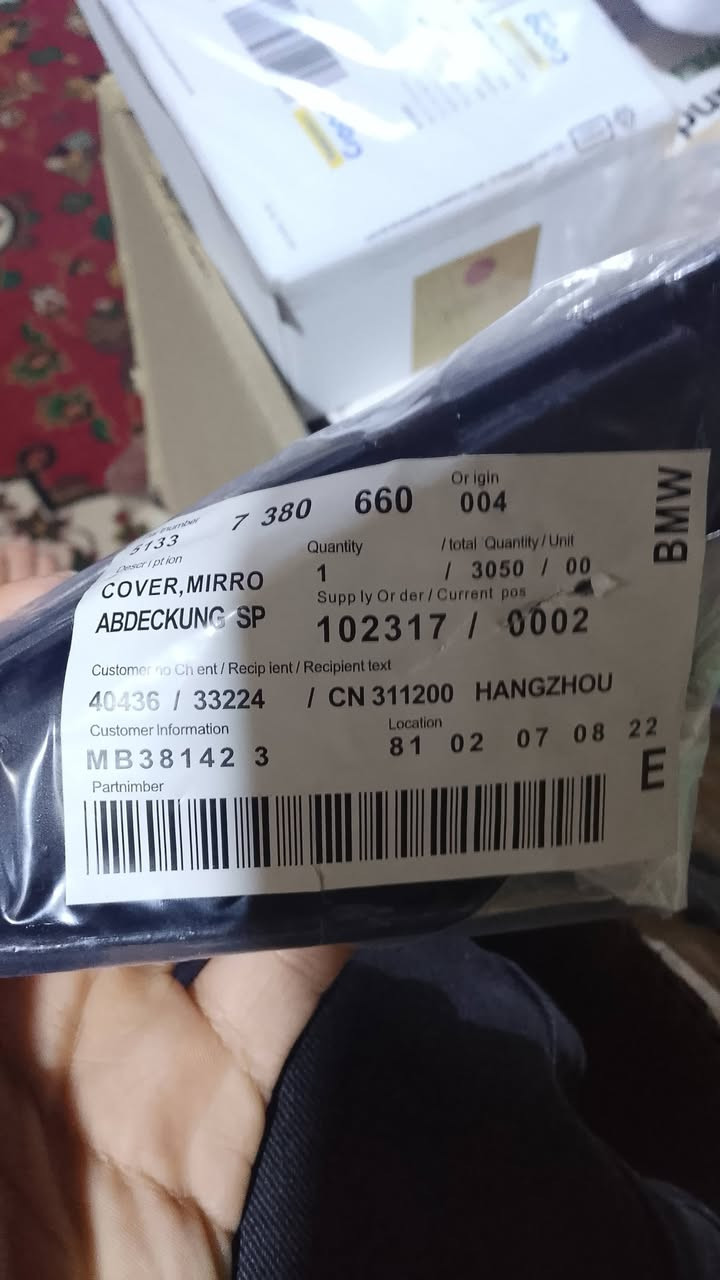 number
5133 7 380 660
Origin
004
BMW
Description
COVER,MIRRO
ABDECKUNG SP
Quantity / total Quantity / Unit
1 / 3050 / 00
Supply Order / Current pos
102317 / 0002
Customer no Client / Recipient / Recipient text
40436 / 33224 / CN 311200 HANGZHOU
Customer Information
MB38142 3
Location
81 02 07 08 22
E
Partnimber